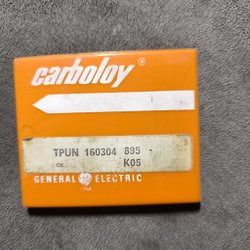 carboloy®
TPUN 160304 895 -
K05
GENERAL ELECTRIC
USA